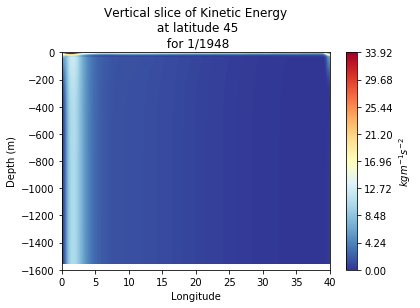 Vertical slice of Kinetic Energy
at latitude 45
for 1/1948
0
−200
−400
−600
−800
−1000
−1200
−1400
−1600
Depth (m)
0 5 10 15 20 25 30 35 40
Longitude
33.92
29.68
25.44
21.20
16.96
12.72
8.48
4.24
0.00
kgm⁻¹s⁻²